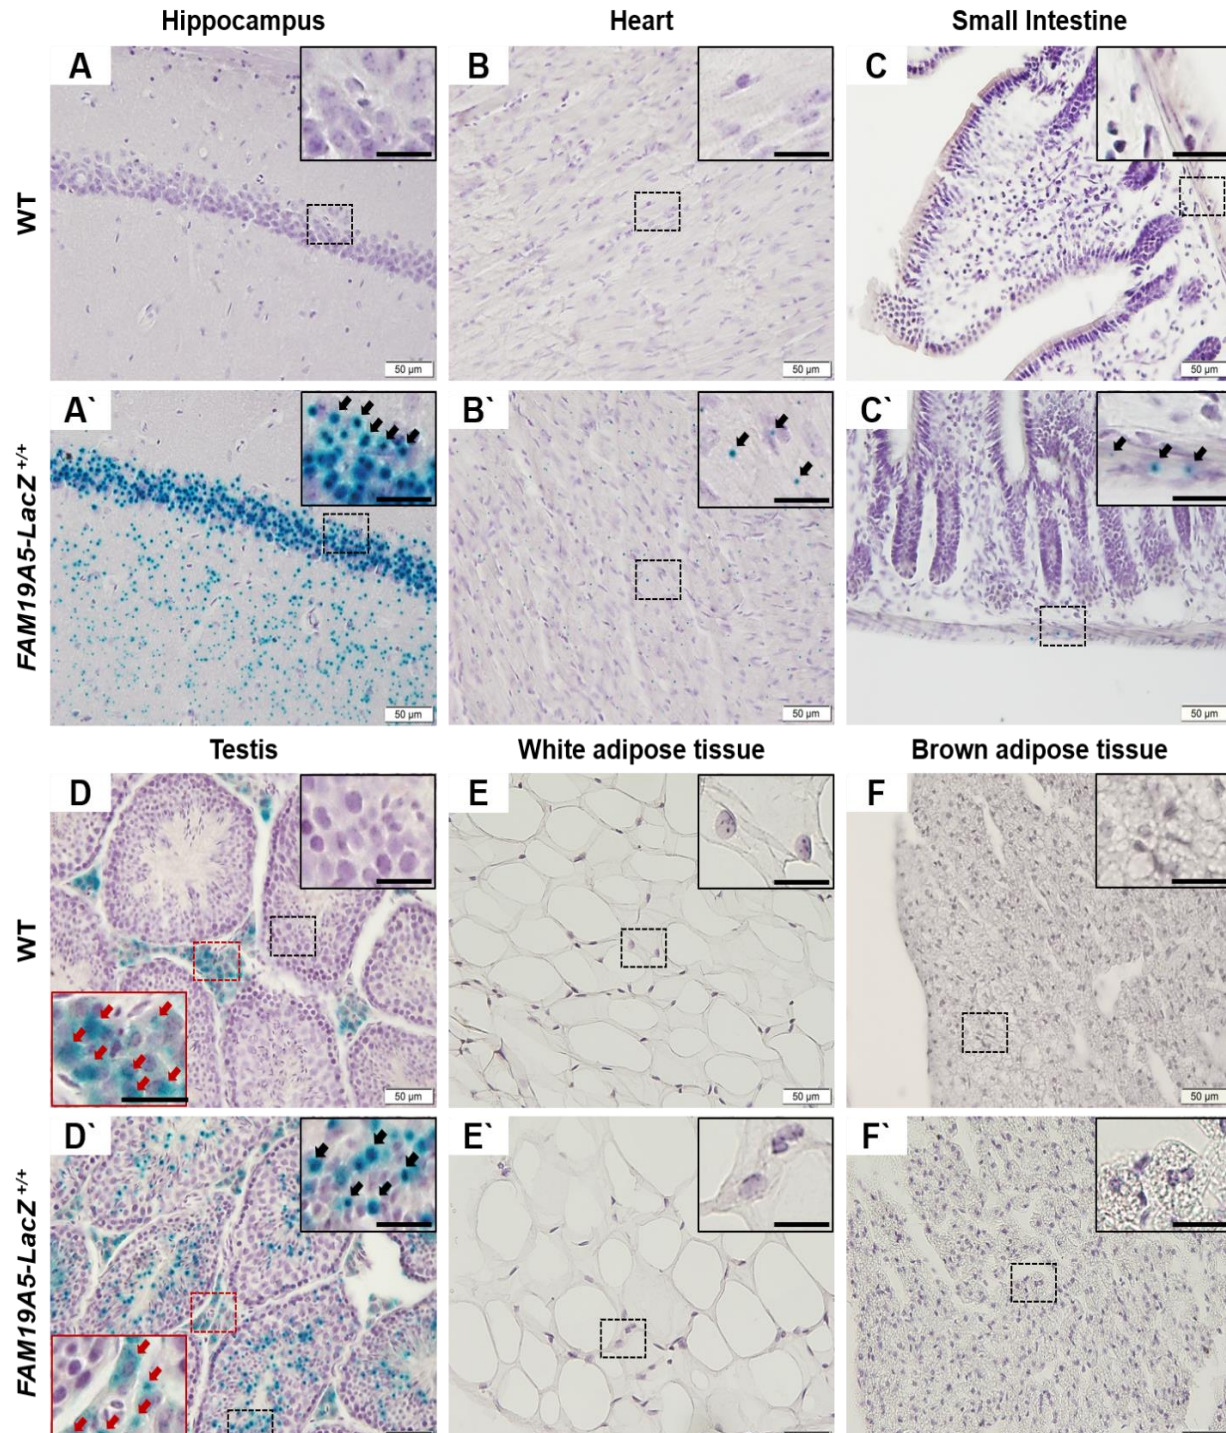 Hippocampus Heart Small Intestine
WT
A B C
50 µm 50 µm 50 µm
FAM19A5-LacZ +/+
A` B` C`
50 µm 50 µm 50 µm
Testis White adipose tissue Brown adipose tissue
WT
D E F
50 µm 50 µm 50 µm
FAM19A5-LacZ +/+
D` E` F`